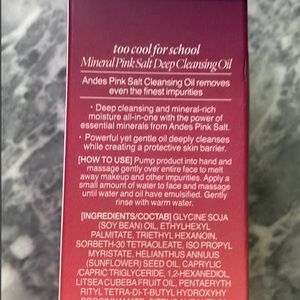 too cool for school
Mineral Pink Salt Deep Cleansing Oil
Andes Pink Salt Cleansing Oil removes
even the finest impurities
· Deep cleansing and mineral-rich
moisture all-in-one with the power of
essential minerals from Andes Pink Salt.
· Powerful yet gentle oil deeply cleanses
while creating a protective skin barrier.
[HOW TO USE] Pump product into hand and
massage gently over entire face to melt
away makeup and other impurities. Apply a
small amount of water to face and massage
until water and oil have emulsified. Gently
rinse with warm water.
[INGREDIENTS/COCTAB] GLYCINE SOJA
(SOYBEAN) OIL, ETHYLHEXYL
PALMITATE, TRIETHYL HEXANOIN,
SORBETH-30 TETRAOLEATE, ISO PROPYL
MYRISTATE, HELIANTHUS ANNUUS
(SUNFLOWER) SEED OIL, CAPRYLIC
/CAPRIC TRIGLYCERIDE, 1,2-HEXANEDIOL,
LITSEA CUBEBA FRUIT OIL, PENTAERYTH
RITYL TETRA-DI-T-BUTYL HYDROXYHY